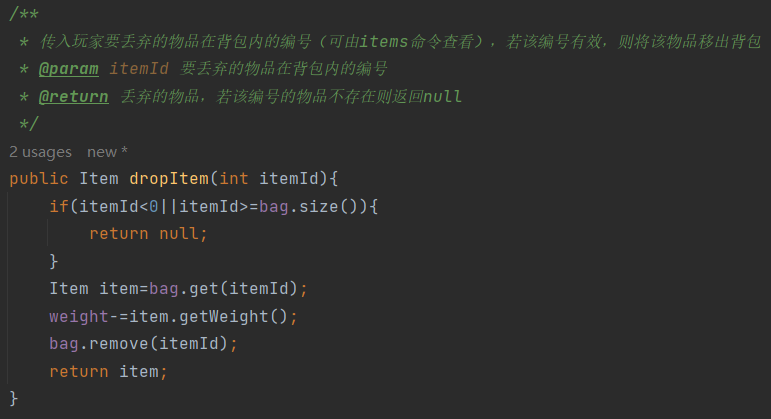 /**
 * 传入玩家要丢弃的物品在背包内的编号（可由items命令查看），若该编号有效，则将该物品移出背包
 * @param itemId 要丢弃的物品在背包内的编号
 * @return 丢弃的物品，若该编号的物品不存在则返回null
 */
2 usages   new *
public Item dropItem(int itemId){
    if(itemId<0||itemId>=bag.size()){
        return null;
    }
    Item item=bag.get(itemId);
    weight-=item.getWeight();
    bag.remove(itemId);
    return item;
}